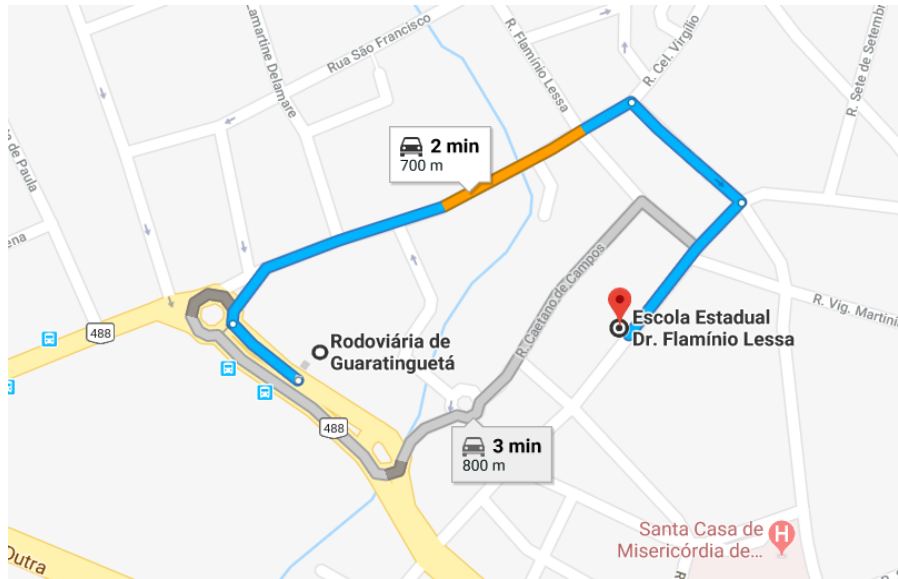 Lamartine Delamare
Rua São Francisco
R. Flamínio Lessa
R. Cel. Virgílio
R. Sete de Setemb
o de Paula
2 min
700 m
ena
488
R. Caetano de Campos
R. Vig. Martini
Escola Estadual
Dr. Flamínio Lessa
Rodoviária de
Guaratinguetá
488
3 min
800 m
Santa Casa de
Misericórdia de...
H
Dutra
R